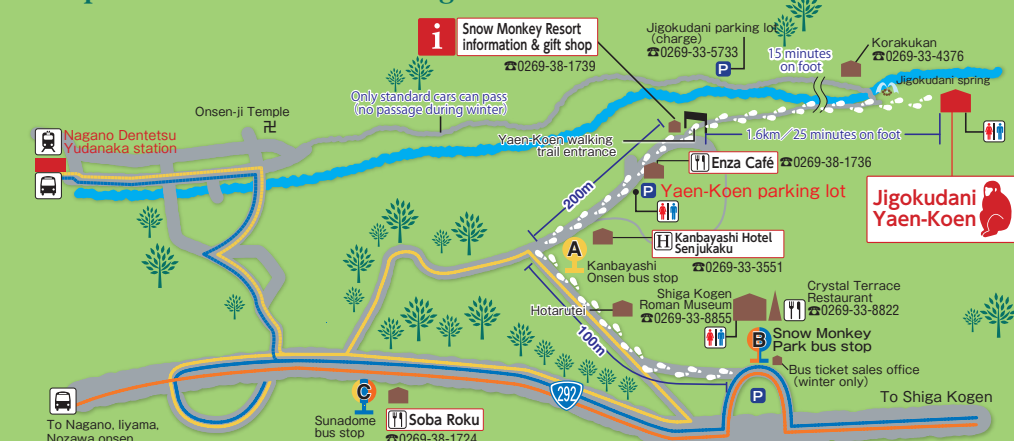 i
Snow Monkey Resort
information & gift shop
☎0269-38-1739
Jigokudani parking lot
(charge)
☎0269-33-5733
P
15 minutes
on foot
Korakukan
☎0269-33-4376
Jigokudani spring
Only standard cars can pass
(no passage during winter)
Onsen-ji Temple
卍
Nagano Dentetsu
Yudanaka station
Yaen-Koen walking
trail entrance
1.6km／25 minutes on foot
Enza Café
☎0269-38-1736
200m
P
Yaen-Koen parking lot
Jigokudani
Yaen-Koen
A
Kanbayashi
Onsen bus stop
H
Kanbayashi Hotel
Senjukaku
☎0269-33-3551
Hotarutei
Shiga Kogen
Roman Museum
☎0269-33-8855
Crystal Terrace
Restaurant
☎0269-33-8822
100m
B
Snow Monkey
Park bus stop
Bus ticket sales office
(winter only)
P
292
To Shiga Kogen
To Nagano, Iiyama,
Nozawa onsen
C
Sunadome
bus stop
Soba Roku
☎0269-38-1724